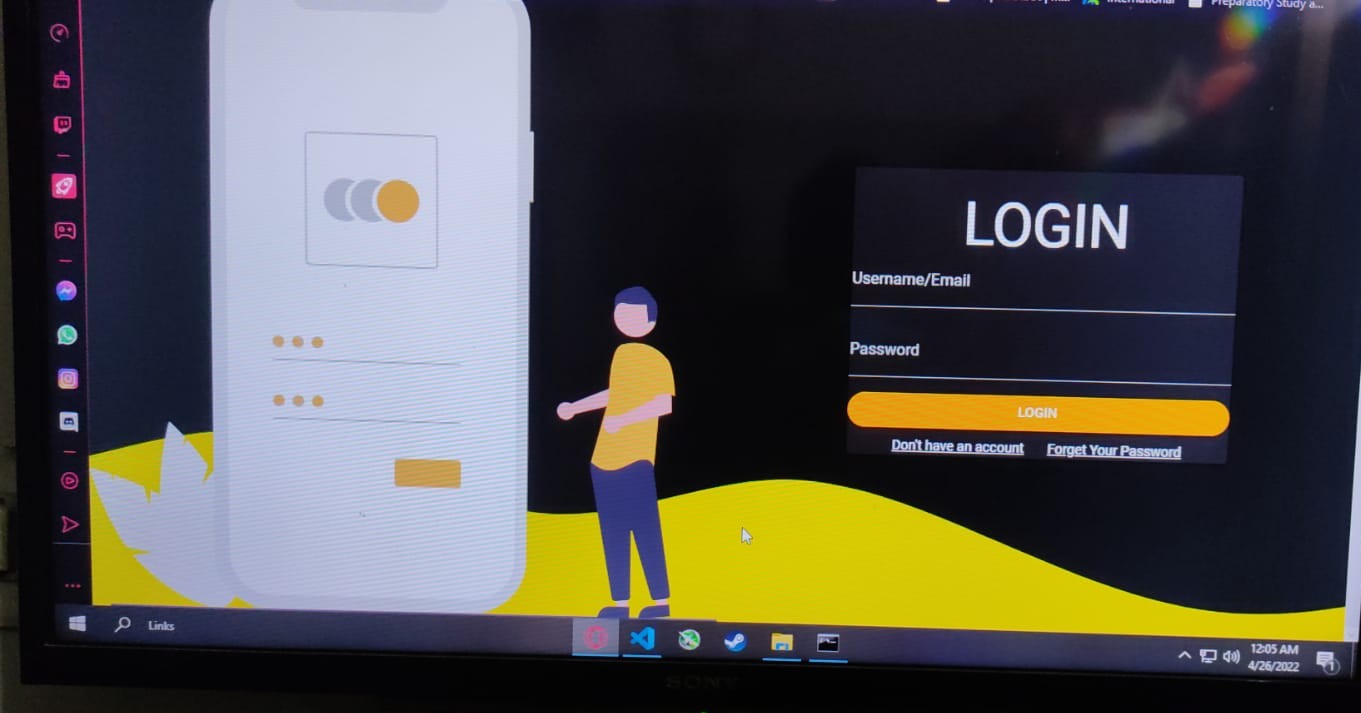 International
Preparatory Study a...
LOGIN
Username/Email
Password
LOGIN
Don't have an account
Forget Your Password
Links
12:05 AM
4/26/2022
1
SONY